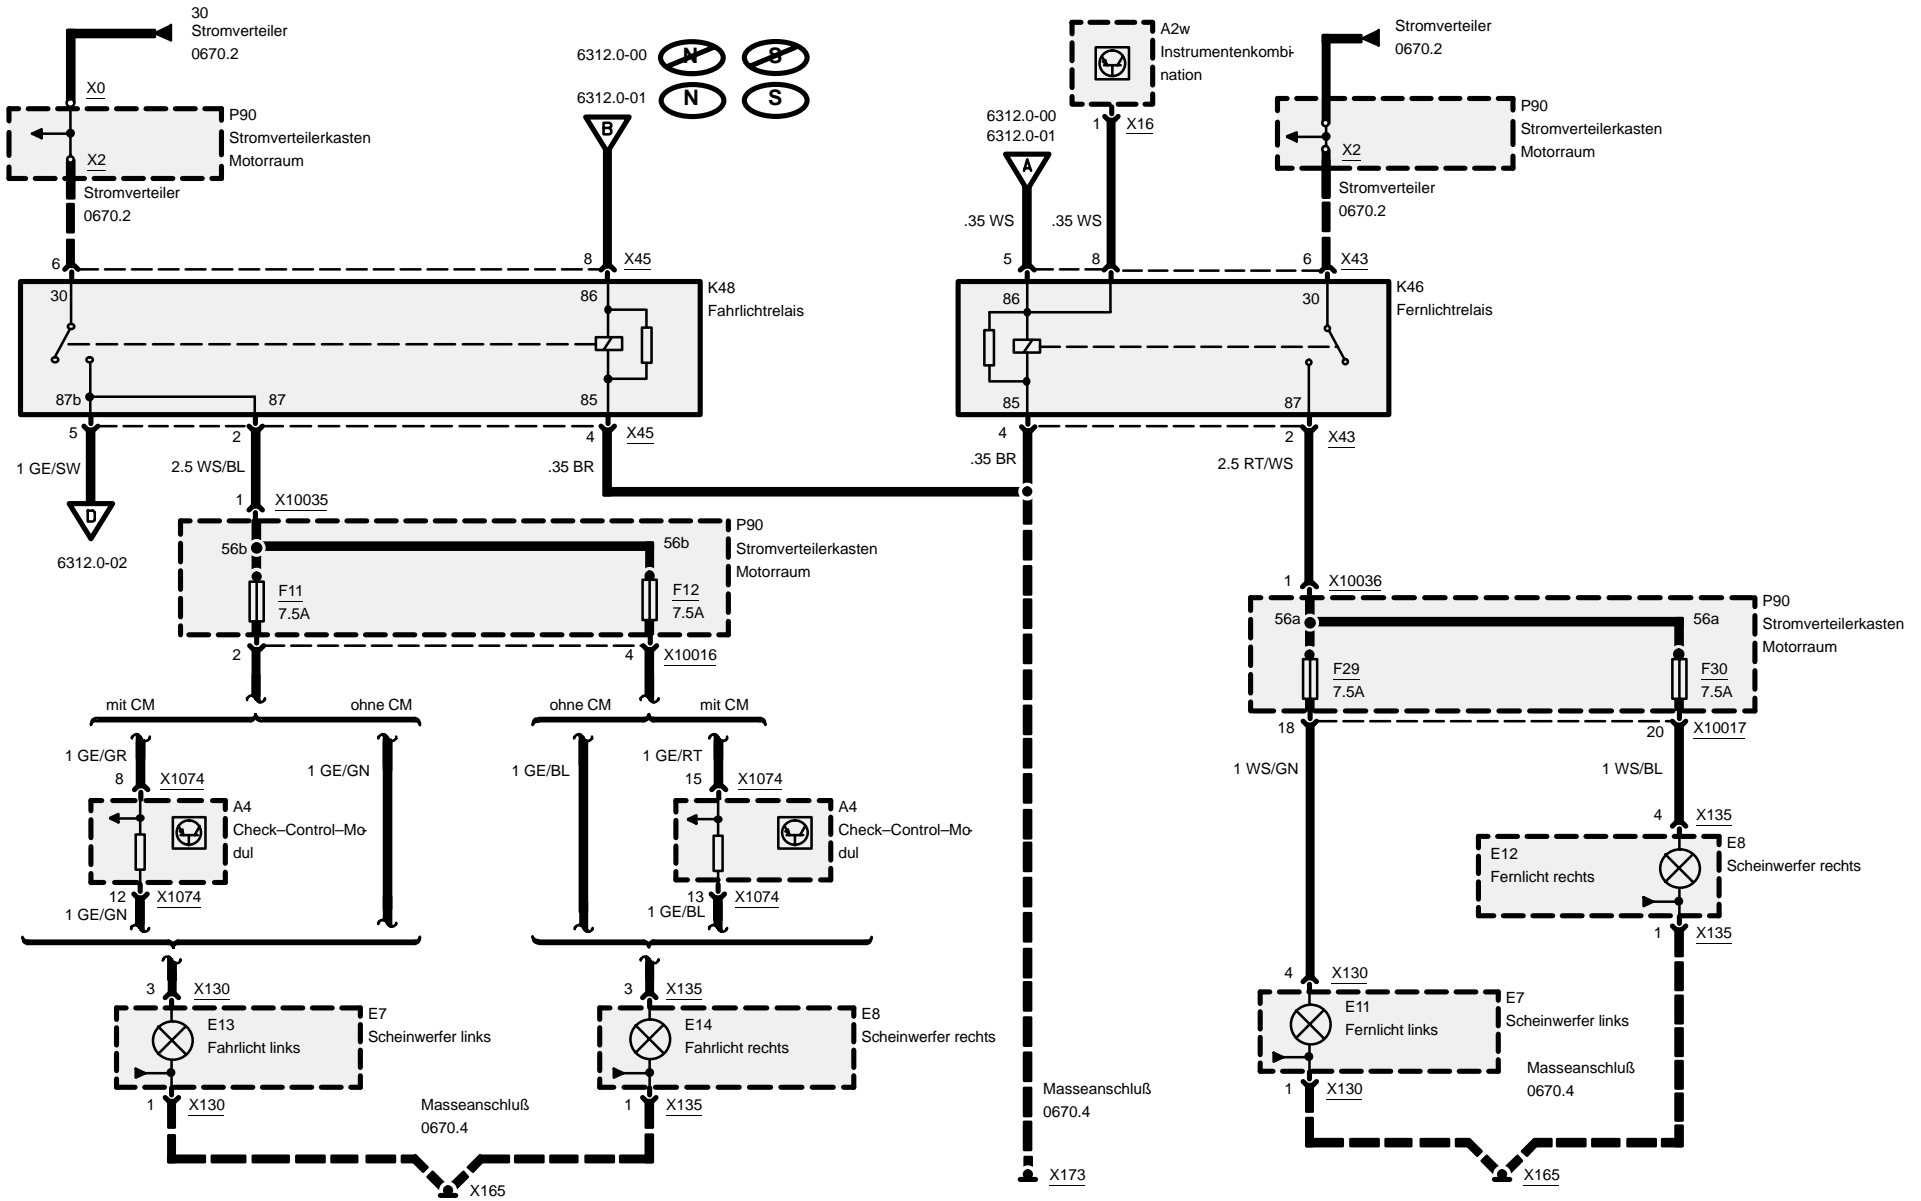 30
Stromverteiler
0670.2
X0
P90
Stromverteilerkasten
Motorraum
X2
Stromverteiler
0670.2
6312.0-00
N
S
6312.0-01
N
S
B
A2w
Instrumentenkombi-
nation
1
X16
6312.0-00
6312.0-01
A
.35 WS
.35 WS
Stromverteiler
0670.2
P90
Stromverteilerkasten
Motorraum
X2
Stromverteiler
0670.2
6
8
X45
30
86
K48
Fahrlichtrelais
87b
87
85
5
2
4
X45
5
8
6
X43
86
30
K46
Fernlichtrelais
85
87
4
2
X43
1 GE/SW
2.5 WS/BL
.35 BR
.35 BR
2.5 RT/WS
D
6312.0-02
1
X10035
56b
56b
P90
Stromverteilerkasten
Motorraum
F11
7.5A
F12
7.5A
2
4
X10016
1
X10036
56a
56a
P90
Stromverteilerkasten
Motorraum
F29
7.5A
F30
7.5A
18
20
X10017
mit CM
ohne CM
ohne CM
mit CM
1 GE/GR
1 GE/GN
1 GE/BL
1 GE/RT
8
X1074
15
X1074
A4
Check–Control–Mo-
dul
A4
Check–Control–Mo-
dul
12
X1074
13
X1074
1 GE/GN
1 GE/BL
1 WS/GN
1 WS/BL
4
X135
E12
Fernlicht rechts
E8
Scheinwerfer rechts
1
X135
3
X130
3
X135
E13
Fahrlicht links
E7
Scheinwerfer links
E14
Fahrlicht rechts
E8
Scheinwerfer rechts
1
X130
1
X135
Masseanschluß
0670.4
X165
Masseanschluß
0670.4
X173
4
X130
E11
Fernlicht links
E7
Scheinwerfer links
1
X130
Masseanschluß
0670.4
X165